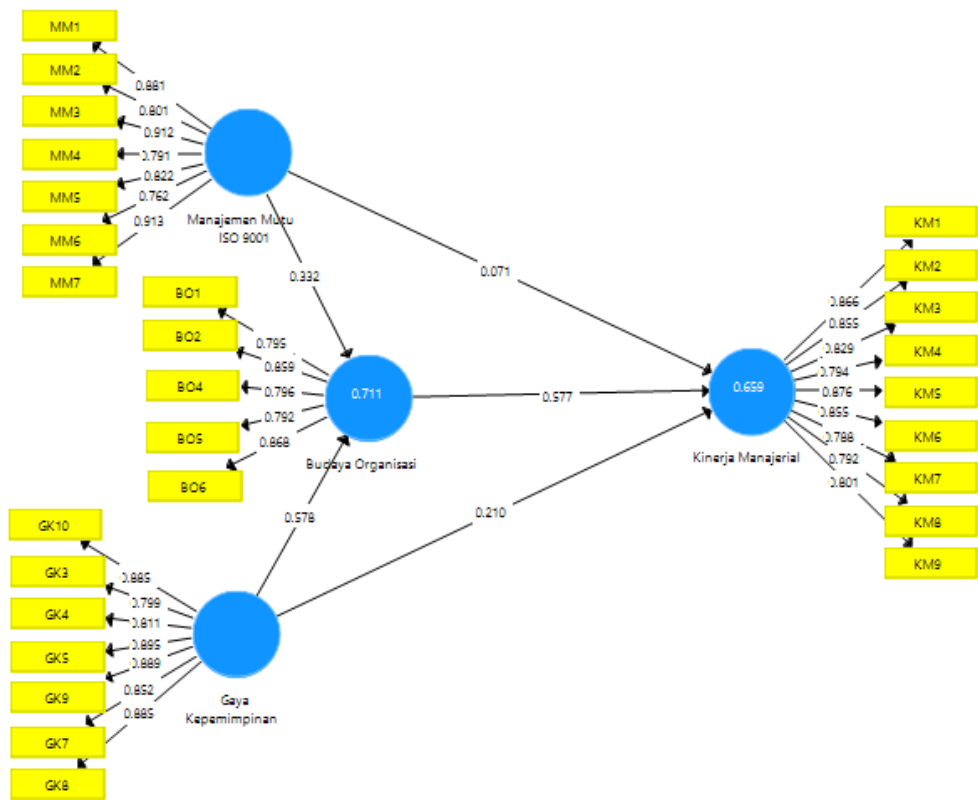 MM1
MM2
MM3
MM4
MM5
MM6
MM7
0.881
0.801
0.912
0.791
0.822
0.762
0.913
Manajemen Mutu
ISO 9001
0.332
0.071
BO1
BO2
BO4
BO5
BO6
0.795
0.859
0.796
0.792
0.868
0.711
Budaya Organisasi
0.577
0.578
0.210
GK10
GK3
GK4
GK5
GK9
GK7
GK8
0.885
0.799
0.811
0.895
0.889
0.852
0.885
Gaya
Kepemimpinan
0.659
Kinerja Manajerial
0.866
0.855
0.829
0.794
0.876
0.855
0.788
0.792
0.801
KM1
KM2
KM3
KM4
KM5
KM6
KM7
KM8
KM9